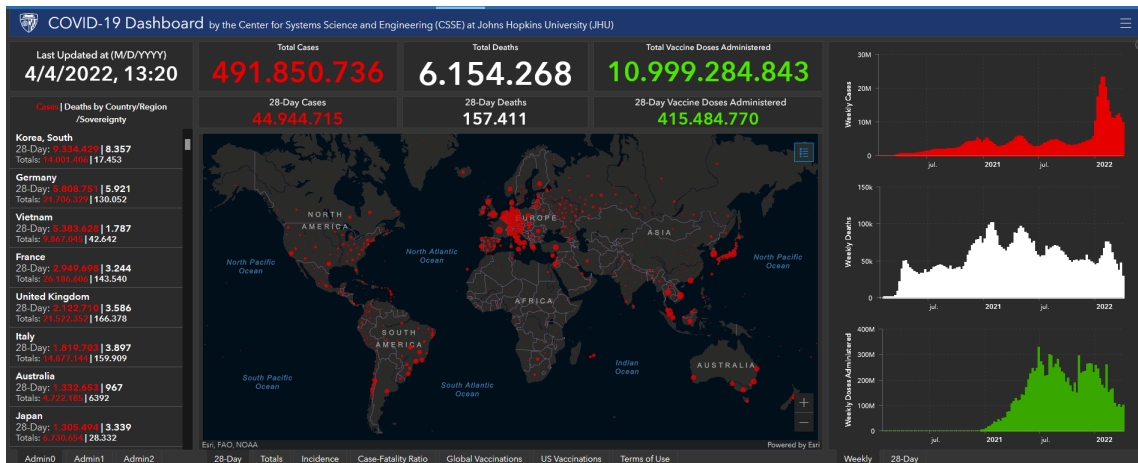 COVID-19 Dashboard by the Center for Systems Science and Engineering (CSSE) at Johns Hopkins University (JHU)
Last Updated at (M/D/YYYY)
4/4/2022, 13:20
Total Cases
491.850.736
Total Deaths
6.154.268
Total Vaccine Doses Administered
10.999.284.843
28-Day Cases
44.944.715
28-Day Deaths
157.411
28-Day Vaccine Doses Administered
415.484.770
Cases | Deaths by Country/Region
/Sovereignty
Korea, South
28-Day: 9.334.429 | 8.357
Totals: 14.001.406 | 17.453
Germany
28-Day: 5.808.751 | 5.921
Totals: 21.706.329 | 130.052
Vietnam
28-Day: 5.383.628 | 1.787
Totals: 9.867.045 | 42.642
France
28-Day: 2.949.698 | 3.244
Totals: 26.186.606 | 143.540
United Kingdom
28-Day: 2.122.710 | 3.586
Totals: 21.527.357 | 166.378
Italy
28-Day: 1.819.703 | 3.897
Totals: 14.877.144 | 159.909
Australia
28-Day: 1.332.653 | 967
Totals: 4.722.185 | 6392
Japan
28-Day: 1.305.494 | 3.339
Totals: 6.730.654 | 28.332
NORTH
AMERICA
EUROPE
ASIA
North Pacific
Ocean
North Atlantic
Ocean
North Pacific
Ocean
AFRICA
SOUTH
AMERICA
Indian
Ocean
AUSTRALIA
South Pacific
Ocean
South Atlantic
Ocean
+
−
Esri, FAO, NOAA
Powered by Esri
Weekly Cases
30M
20M
10M
0
jul.
2021
jul.
2022
Weekly Deaths
150k
100k
50k
0
jul.
2021
jul.
2022
Weekly Doses Administered
400M
300M
200M
100M
0
jul.
2021
jul.
2022
Admin0 Admin1 Admin2
28-Day Totals Incidence Case-Fatality Ratio Global Vaccinations US Vaccinations Terms of Use
Weekly 28-Day